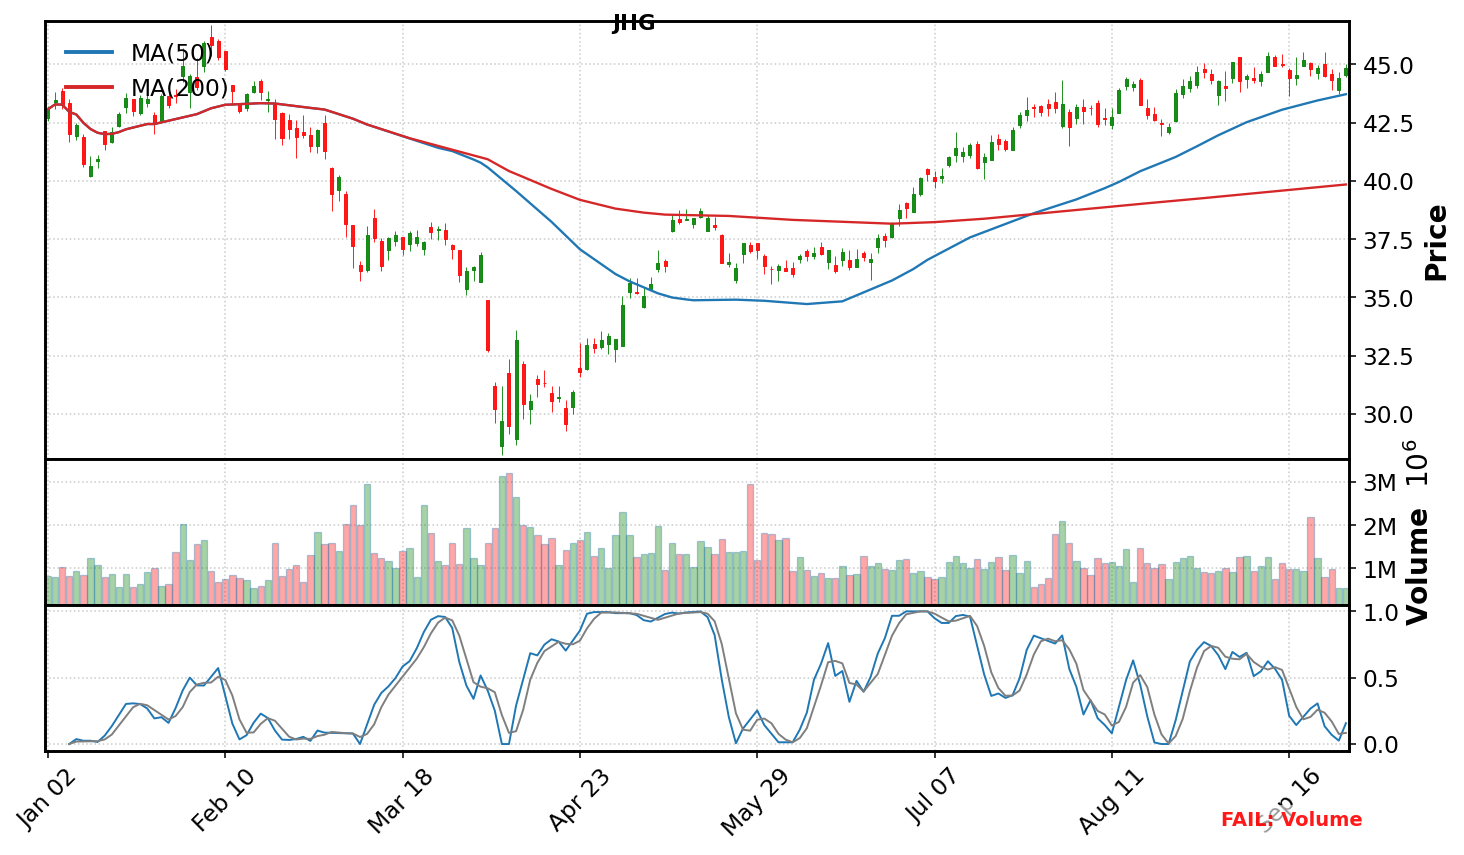 JHG
MA(50)
MA(200)
45.0
42.5
40.0
37.5
35.0
32.5
30.0
Price
3M
2M
1M
Volume 10^6
1.0
0.5
0.0
Jan 02
Feb 10
Mar 18
Apr 23
May 29
Jul 07
Aug 11
Sep 16
FAIL: Volume